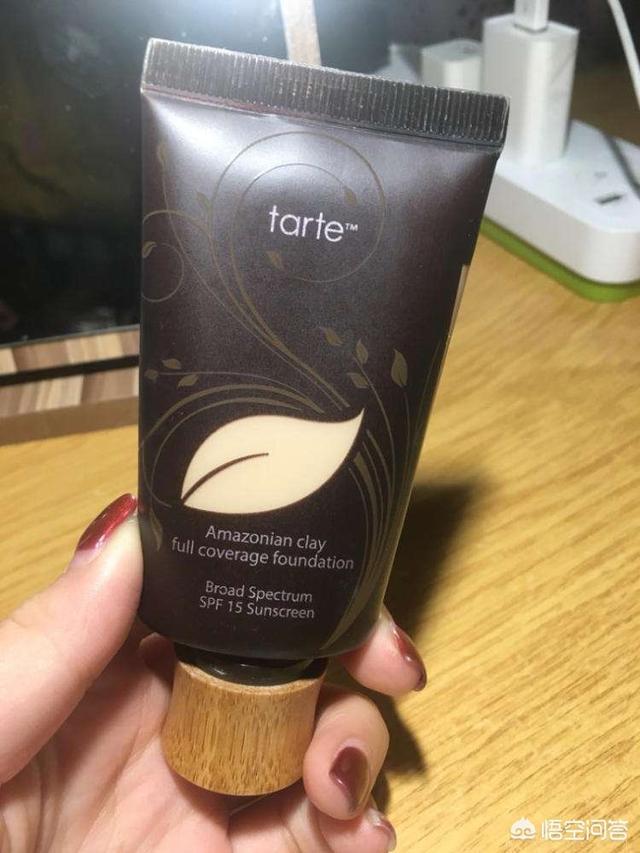 tarte™
Amazonian clay
full coverage foundation
Broad Spectrum
SPF 15 Sunscreen
悟空问答